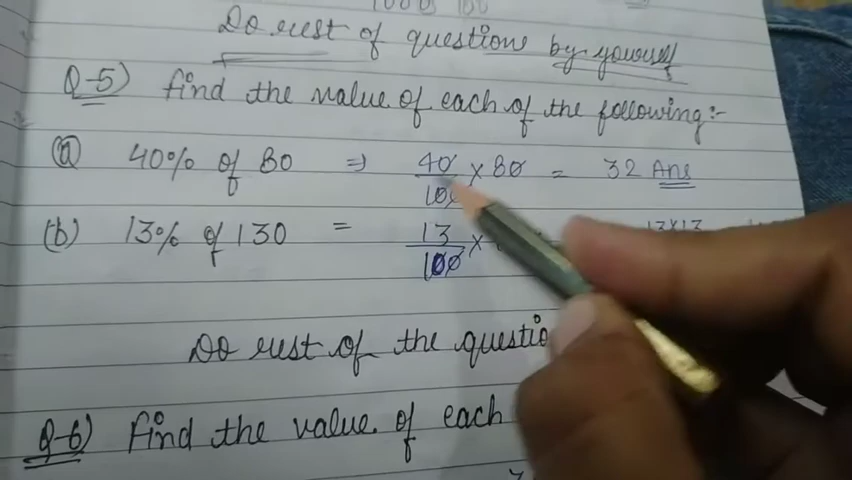 Do rest of questions by yourself
Q-5) find the value of each of the following:-
(a) 40% of 80 ⇒ 40/100 × 80 = 32 Ans
(b) 13% of 130 = 13/100 × 13×13
Do rest of the questio
Q-6) Find the value of each